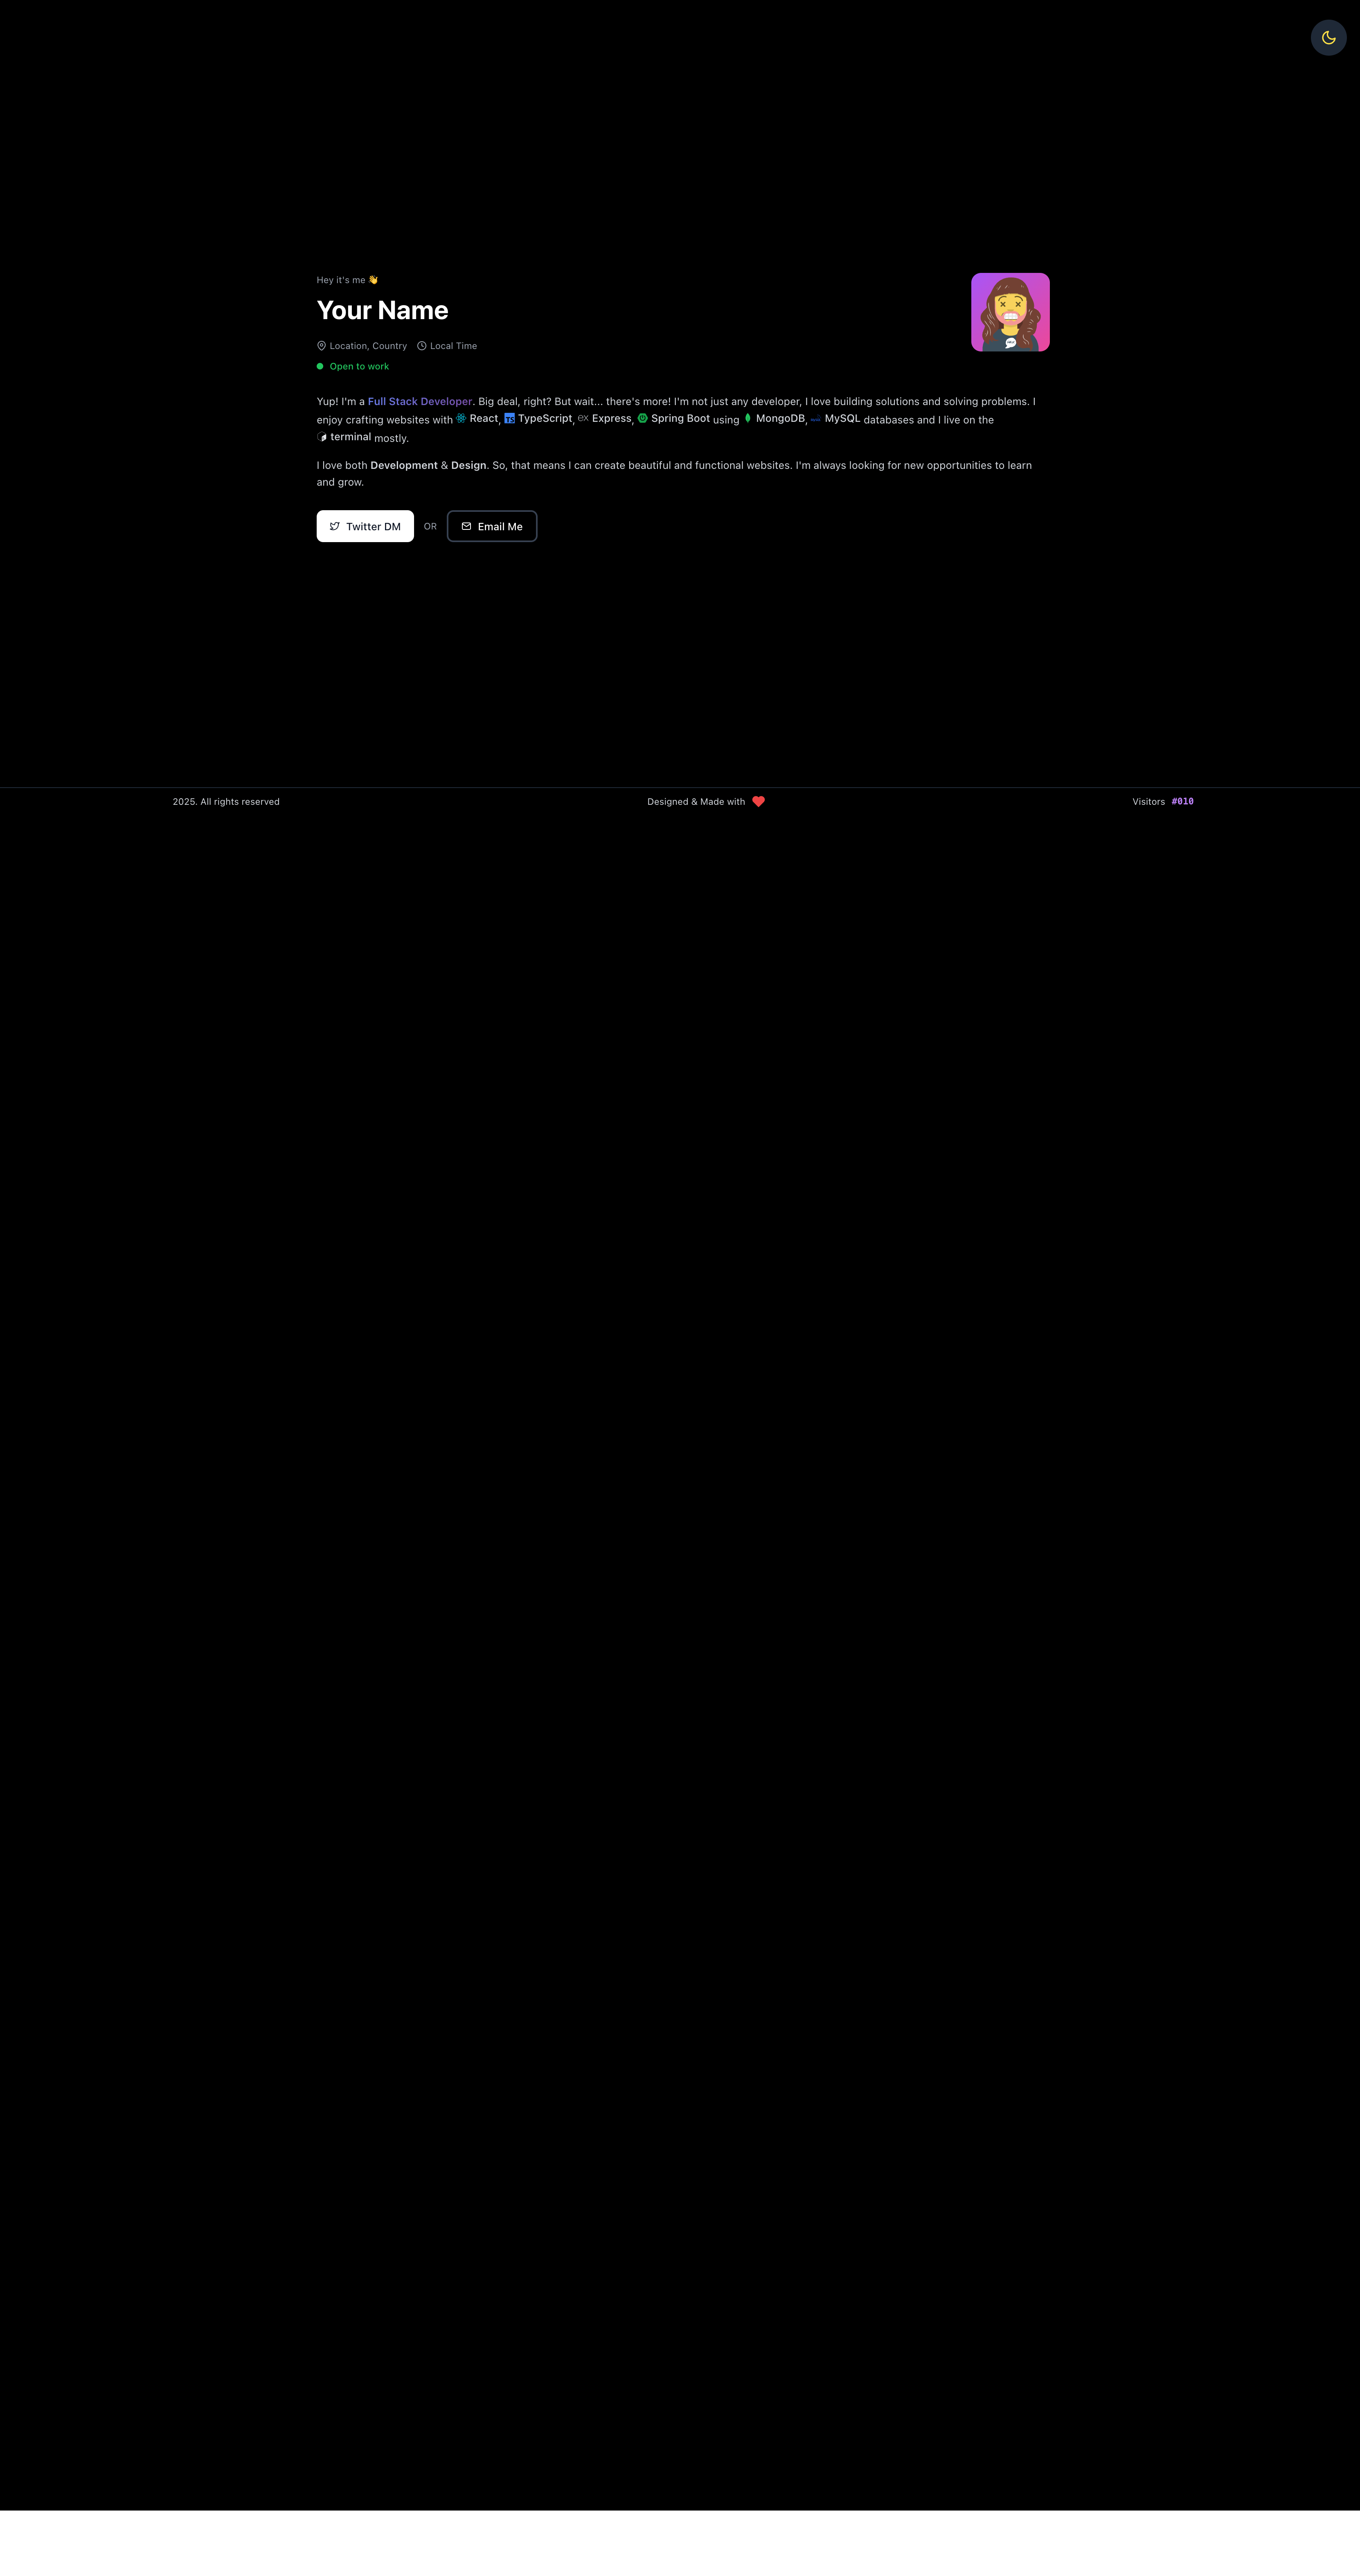 Hey it's me 👋
Your Name
Location, Country Local Time
Open to work
Yup! I'm a Full Stack Developer. Big deal, right? But wait... there's more! I'm not just any developer, I love building solutions and solving problems. I
enjoy crafting websites with React, TS TypeScript, ex Express, Spring Boot using MongoDB, MySQL databases and I live on the
terminal mostly.
I love both Development & Design. So, that means I can create beautiful and functional websites. I'm always looking for new opportunities to learn
and grow.
Twitter DM OR Email Me
2025. All rights reserved Designed & Made with Visitors #010